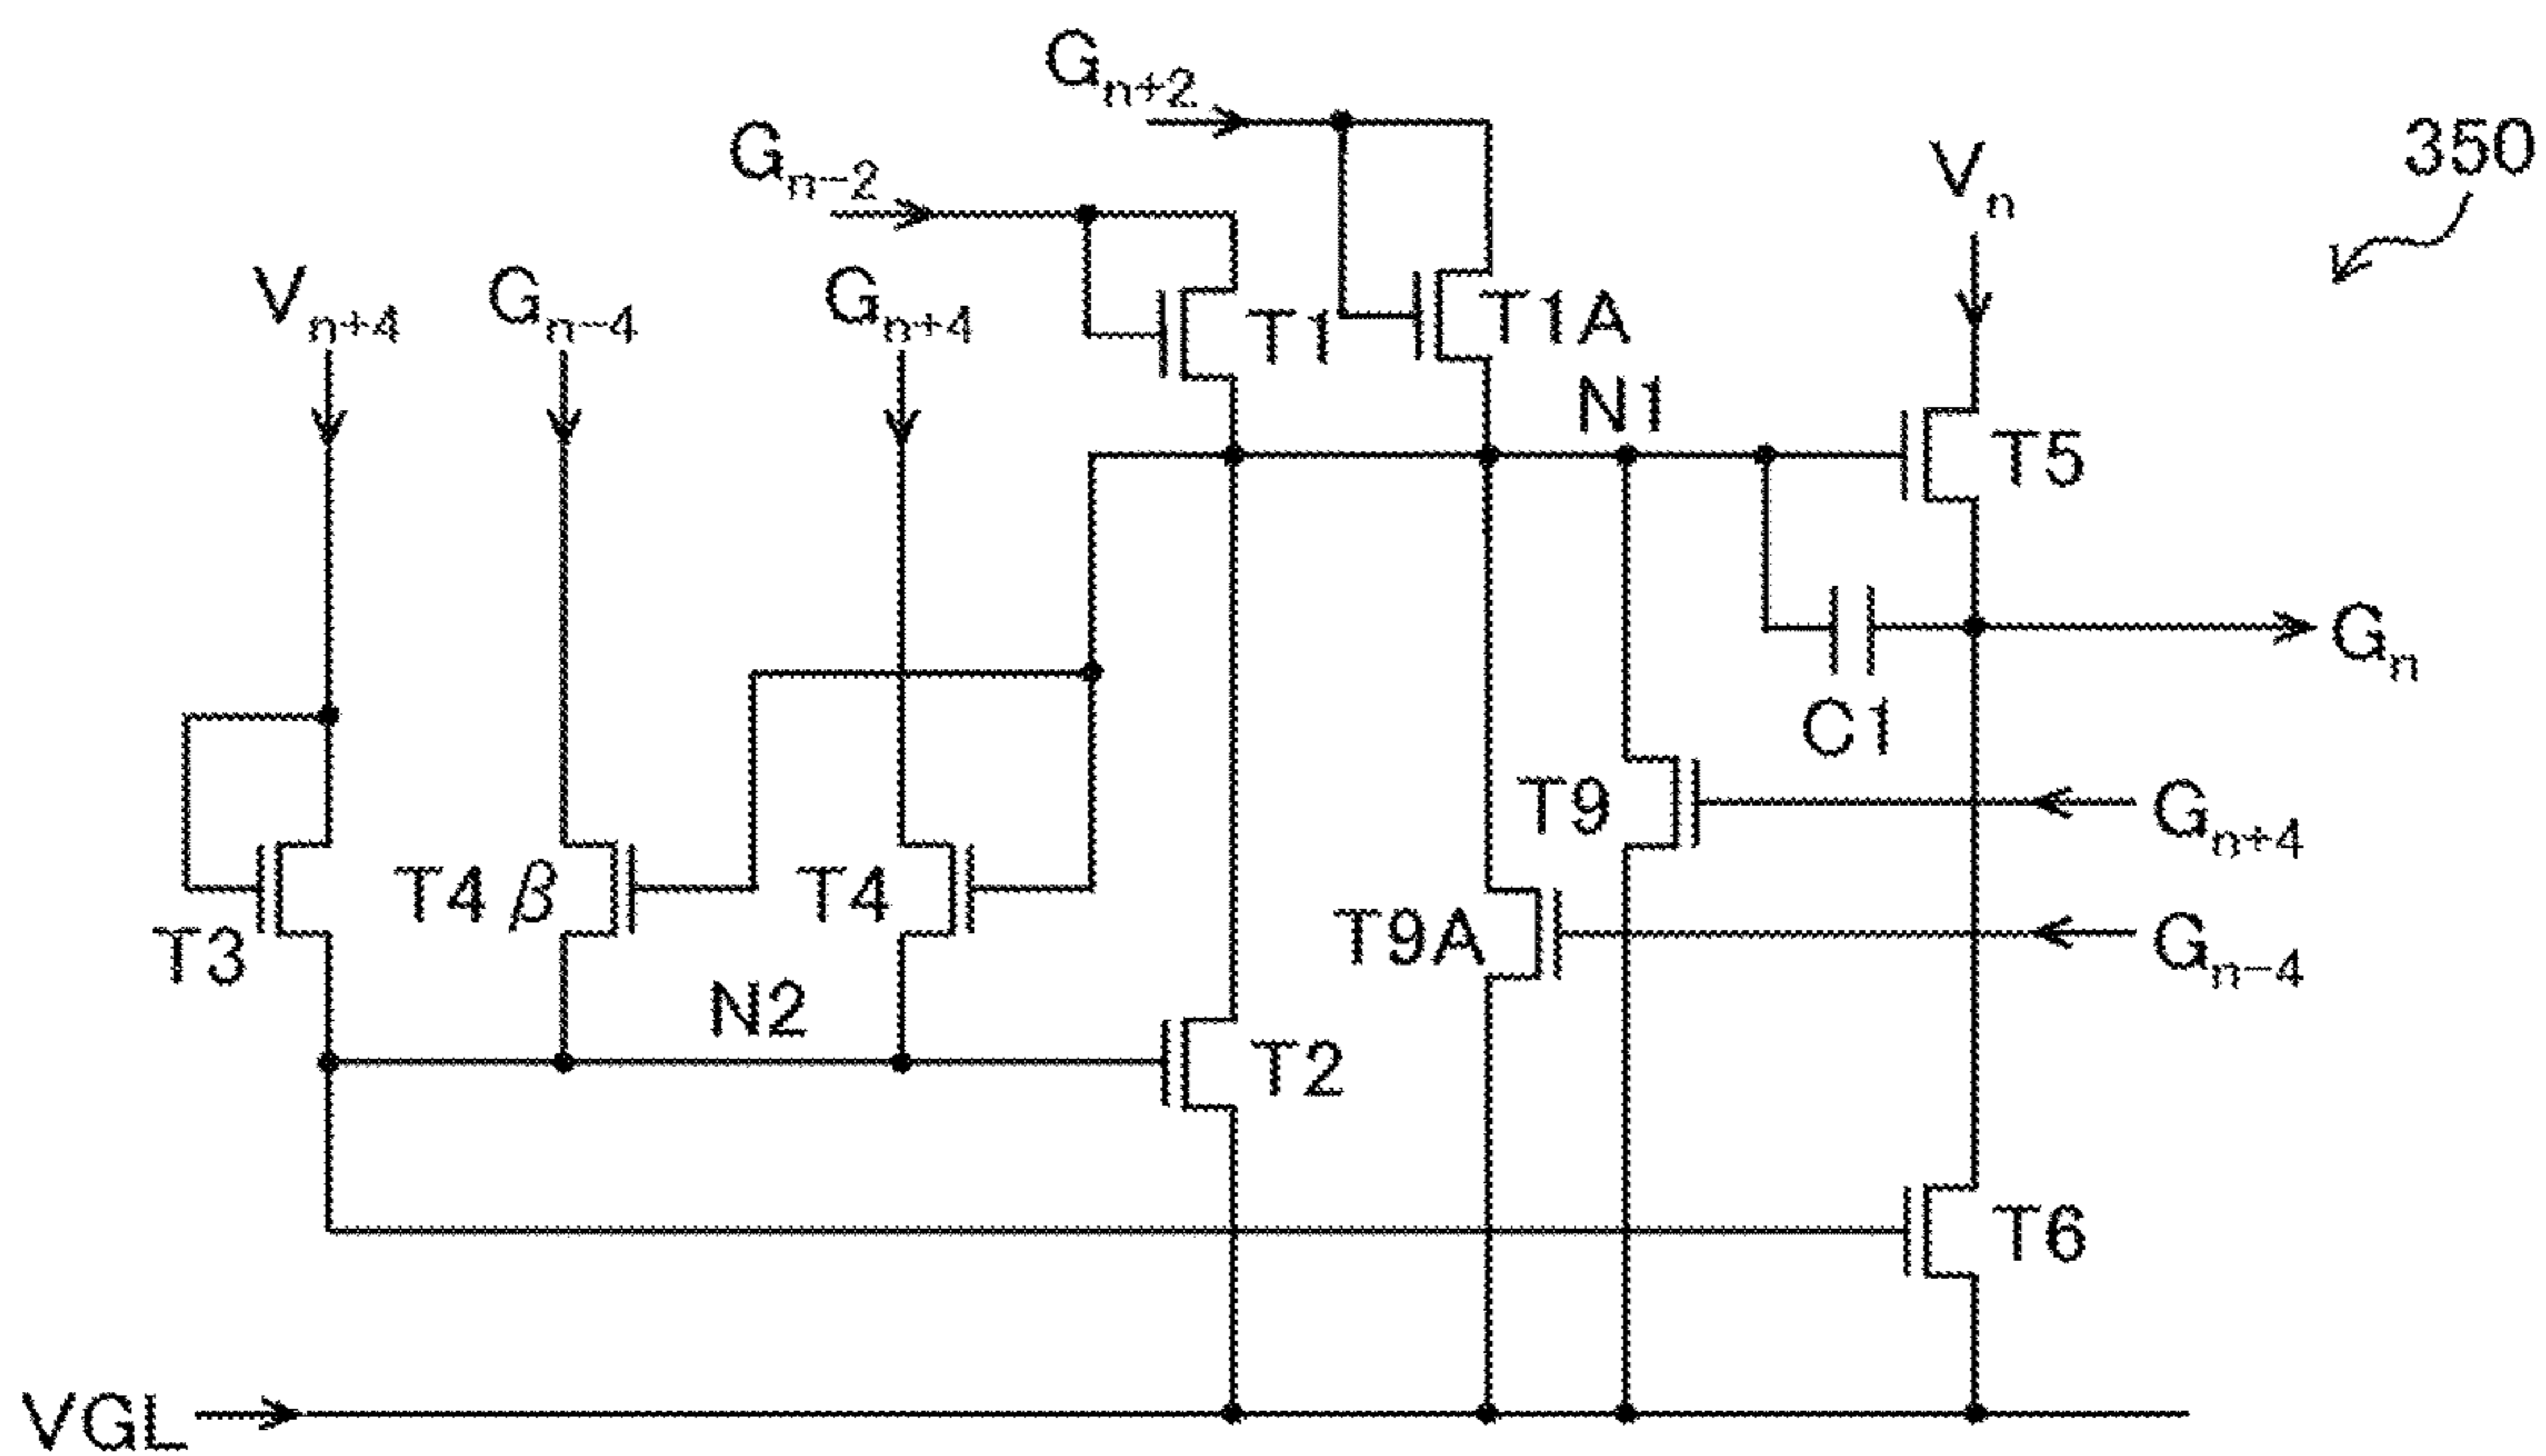 G_{n+2}
G_{n-2}
V_n
350
V_{n+4}
G_{n-4}
G_{n+4}
T1
T1A
N1
T5
G_n
C1
T9
G_{n+4}
T4β
T4
T3
T9A
G_{n-4}
N2
T2
T6
VGL